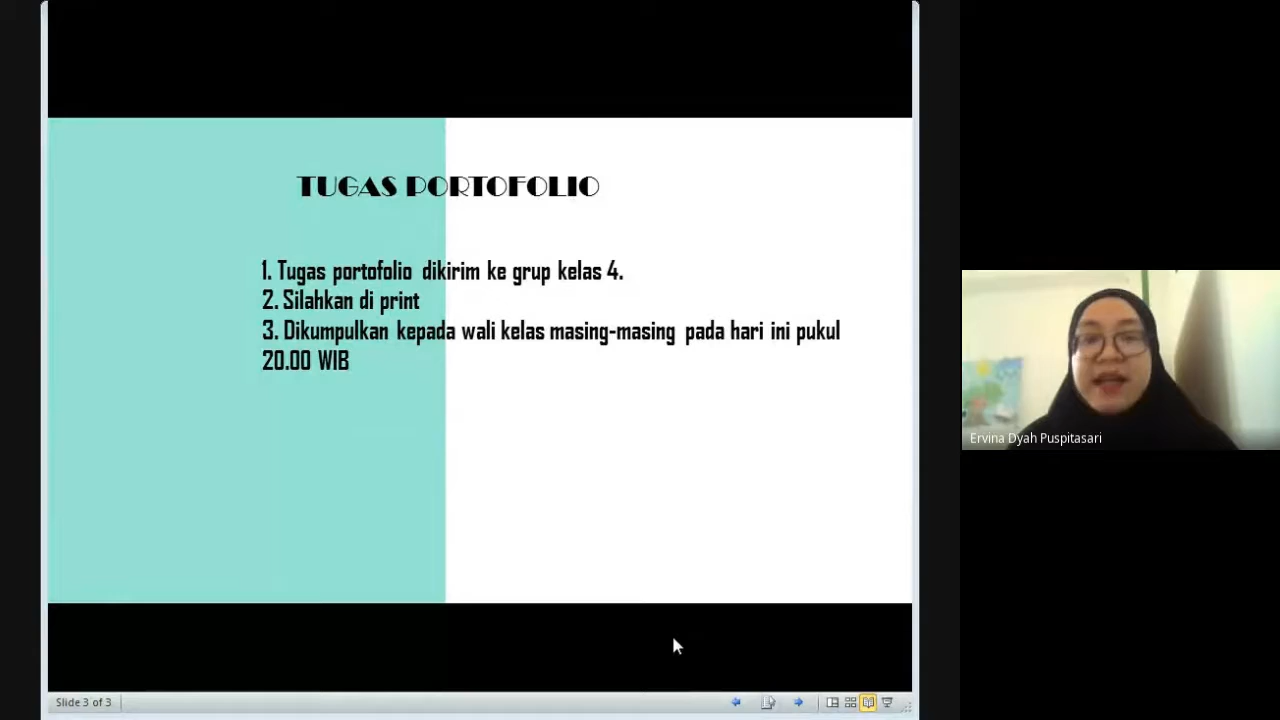 TUGAS PORTOFOLIO
1. Tugas portofolio dikirim ke grup kelas 4.
2. Silahkan di print
3. Dikumpulkan kepada wali kelas masing-masing pada hari ini pukul
20.00 WIB
Ervina Dyah Puspitasari
Slide 3 of 3